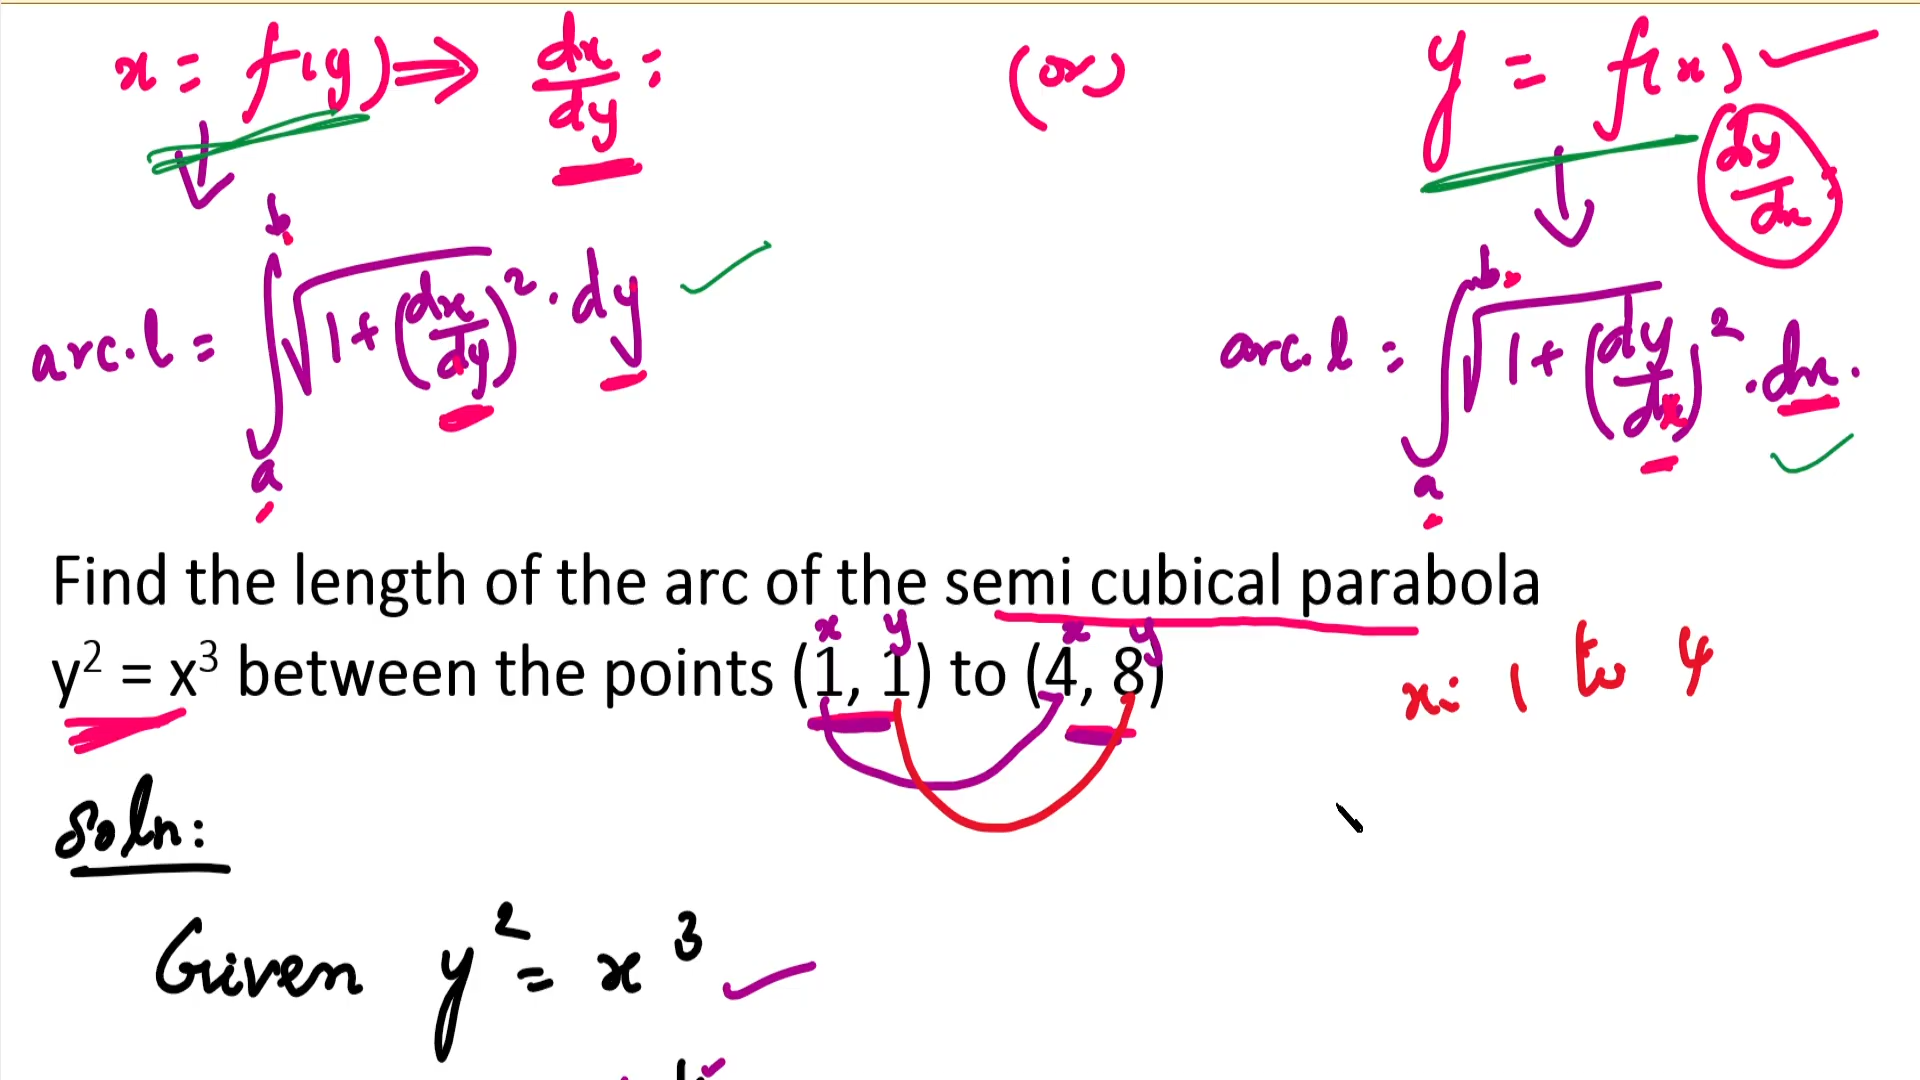 x = f(y) ⇒ dx/dy : (or) y = f(x) dy/dx :
arc.l = ∫ₐᵇ √1 + (dx/dy)² . dy
arc.l = ∫ₐᵇ √1 + (dy/dx)² . dx.
Find the length of the arc of the semi cubical parabola
x y x y
y² = x³ between the points (1, 1) to (4, 8)
x: 1 to 4
Soln:
Given y² = x³